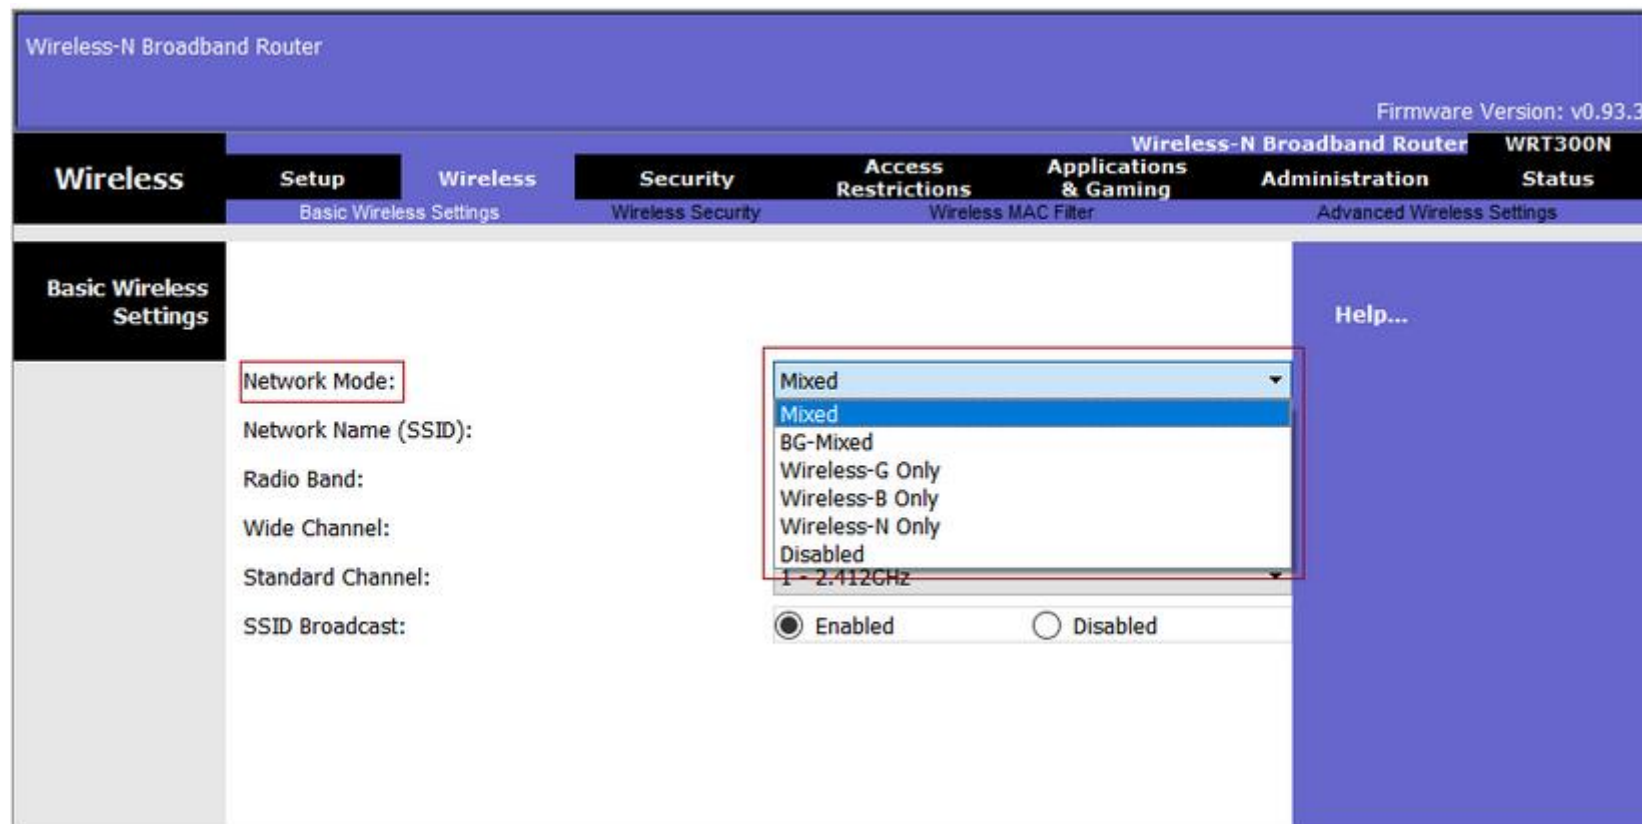 Wireless-N Broadband Router
Firmware Version: v0.93.3
Wireless-N Broadband Router WRT300N
Wireless
Setup Wireless Security Access Restrictions Applications & Gaming Administration Status
Basic Wireless Settings Wireless Security Wireless MAC Filter Advanced Wireless Settings
Basic Wireless
Settings
Help...
Network Mode: Mixed
Mixed
Network Name (SSID):
BG-Mixed
Radio Band:
Wireless-G Only
Wireless-B Only
Wide Channel:
Wireless-N Only
Disabled
Standard Channel: 1 - 2.412GHz
SSID Broadcast: Enabled Disabled